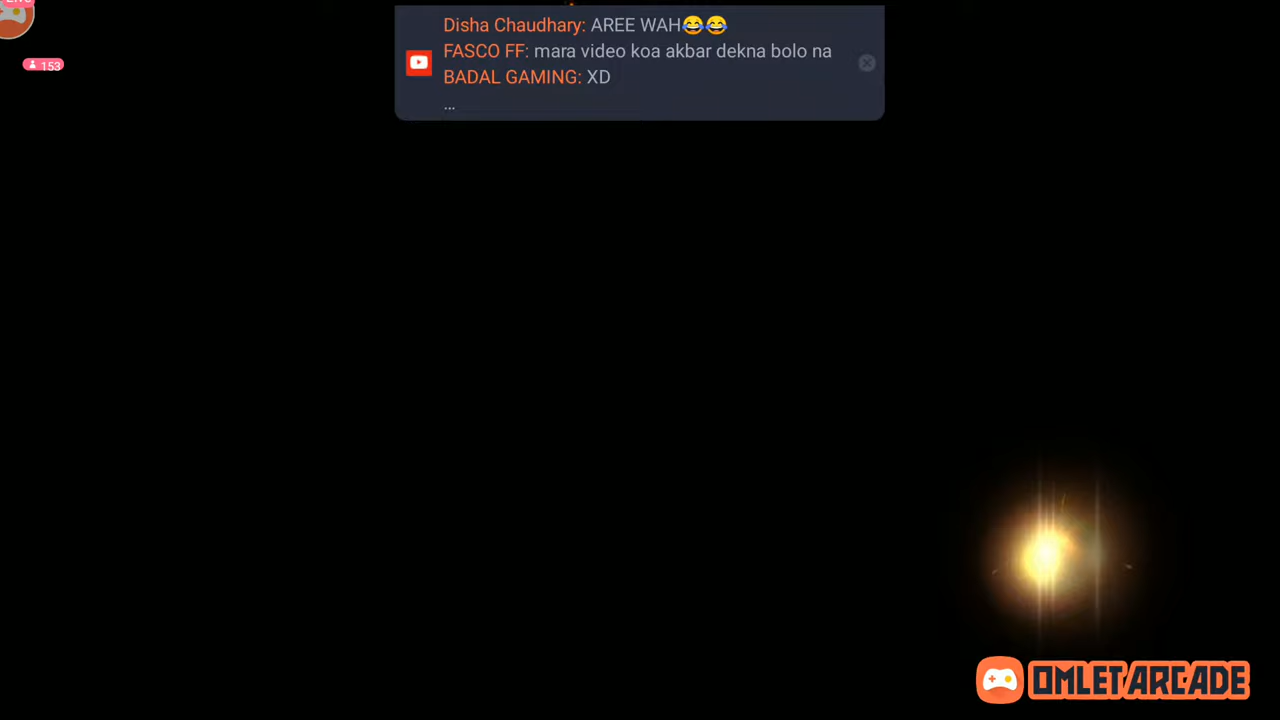 LIVE
Disha Chaudhary: AREE WAH😂😂
FASCO FF: mara video koa akbar dekna bolo na
BADAL GAMING: XD
...
153
OMLET ARCADE